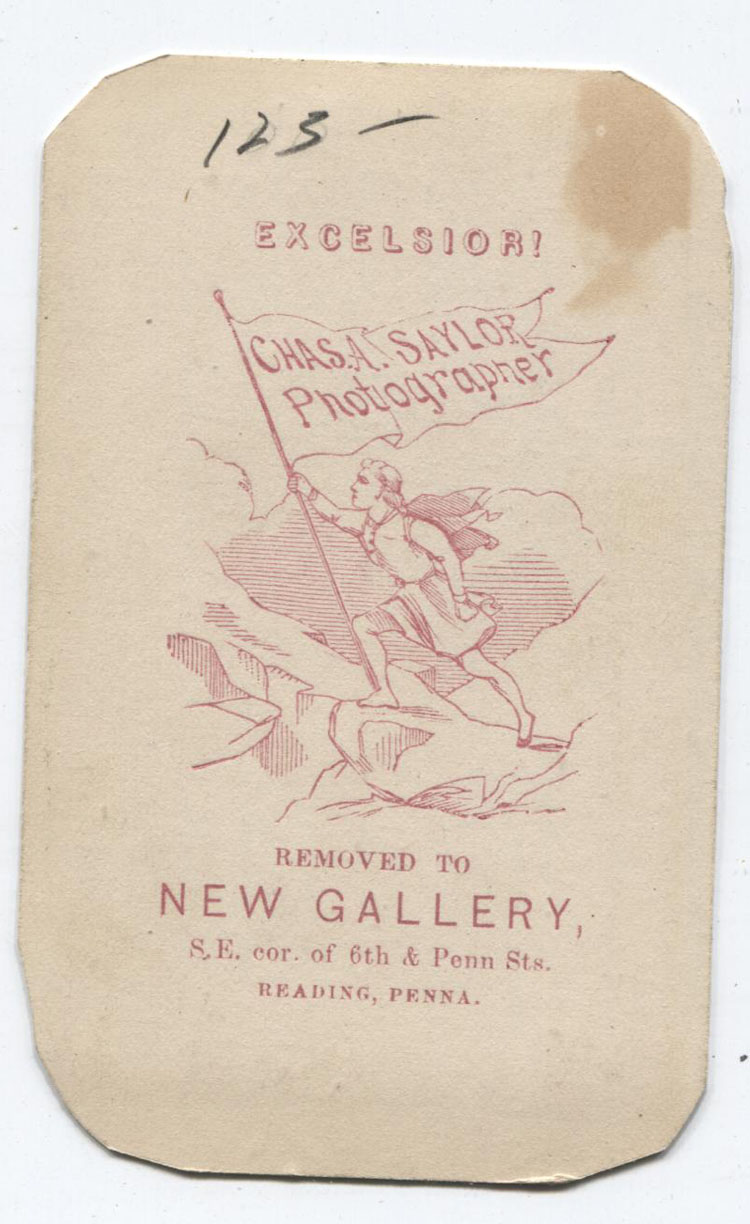 123 —
EXCELSIOR!
CHAS. A. SAYLOR
Photographer
REMOVED TO
NEW GALLERY,
S.E. cor. of 6th & Penn Sts.
READING, PENNA.